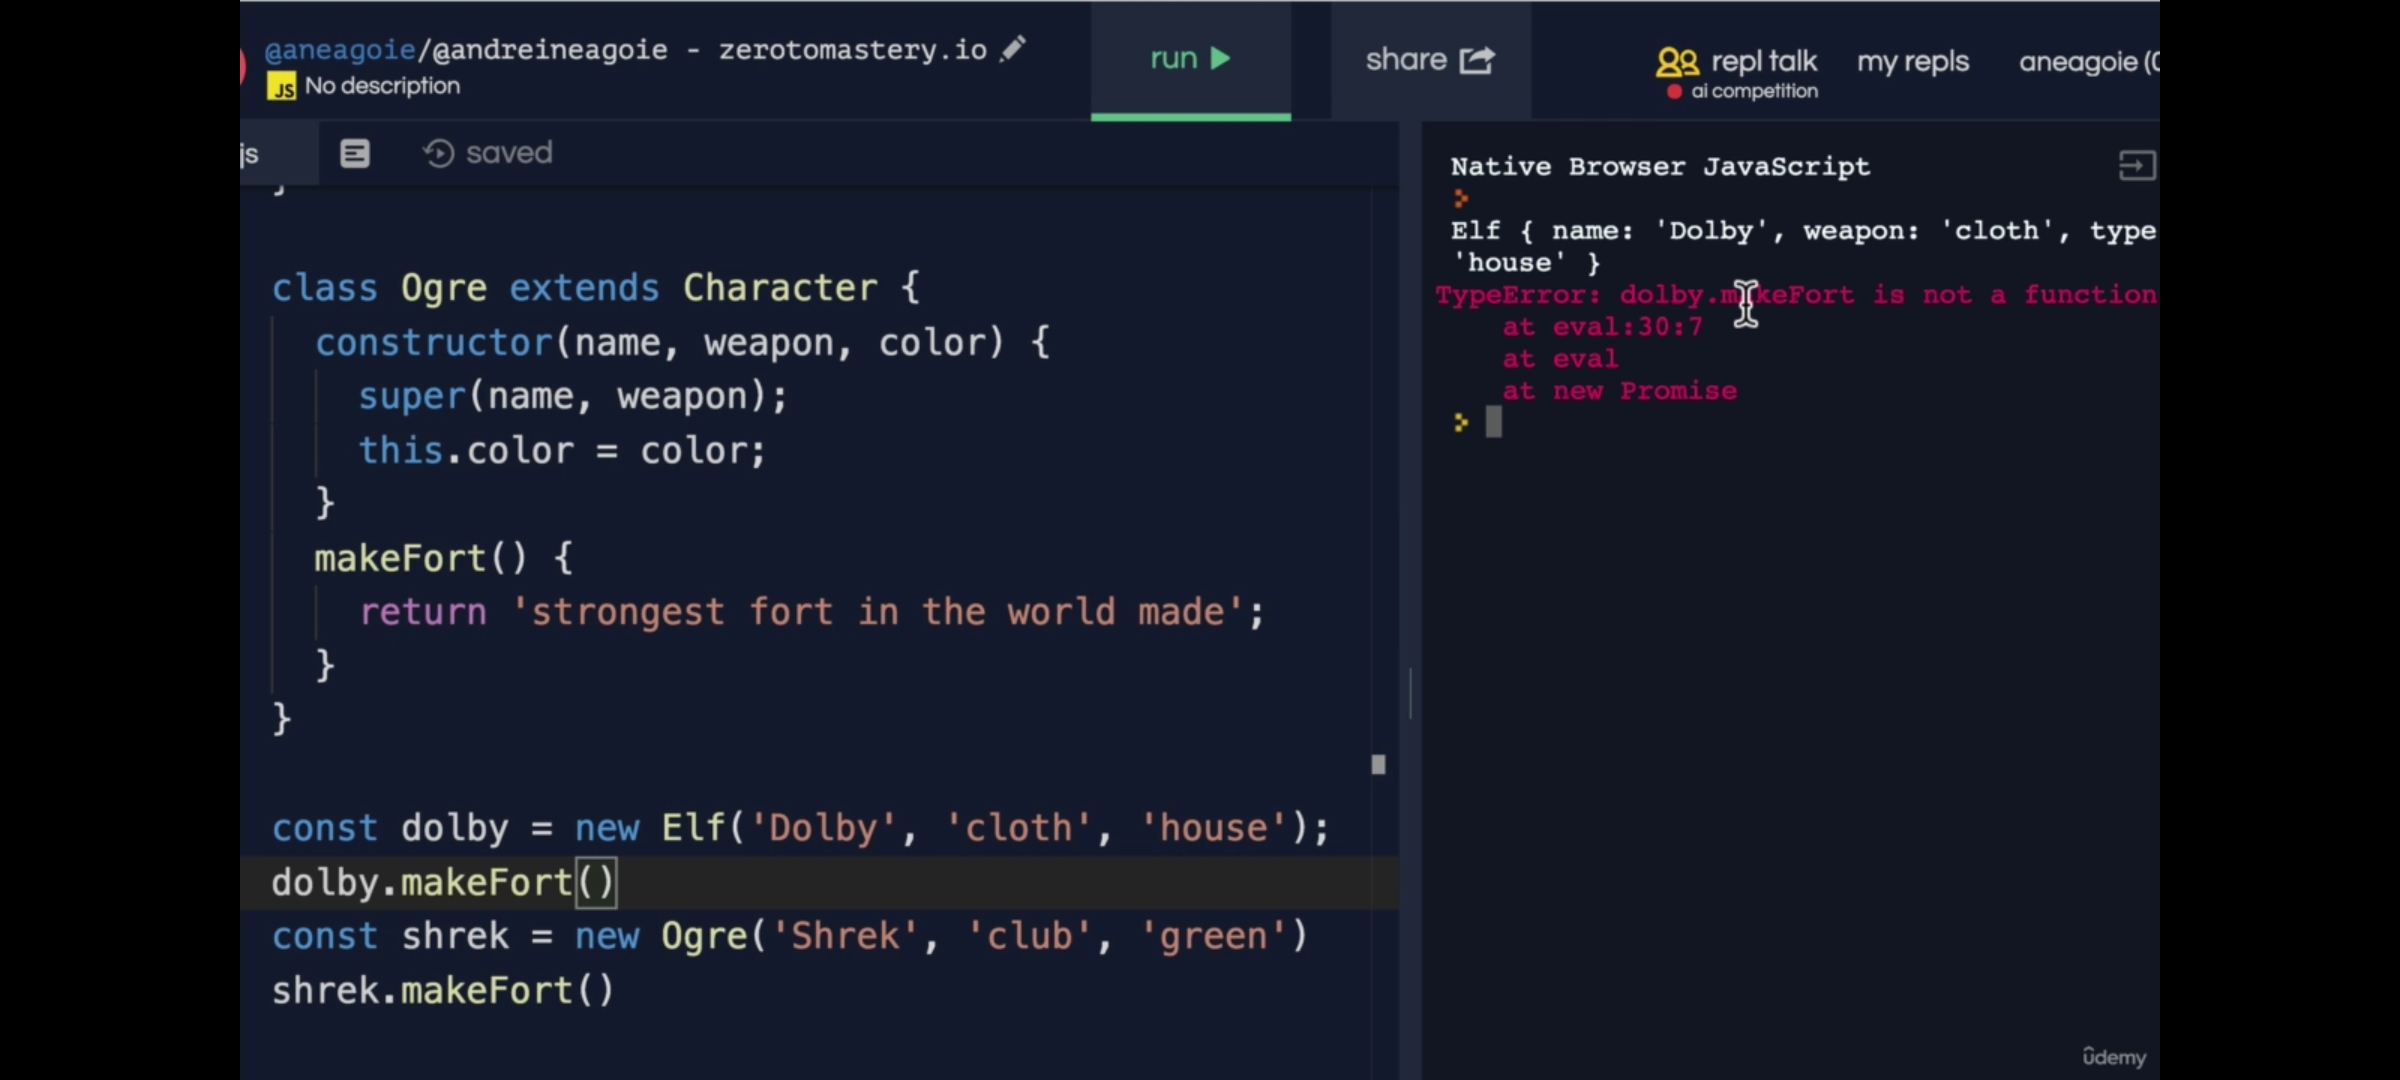 @aneagoie/@andreineagoie - zerotomastery.io
JS No description
run
share
repl talk
my repls
aneagoie (
ai competition
js
saved
}
class Ogre extends Character {
constructor(name, weapon, color) {
super(name, weapon);
this.color = color;
}
makeFort() {
return 'strongest fort in the world made';
}
}
const dolby = new Elf('Dolby', 'cloth', 'house');
dolby.makeFort()
const shrek = new Ogre('Shrek', 'club', 'green')
shrek.makeFort()
Native Browser JavaScript
>
Elf { name: 'Dolby', weapon: 'cloth', type
'house' }
TypeError: dolby.makeFort is not a function
at eval:30:7
at eval
at new Promise
>
ûdemy